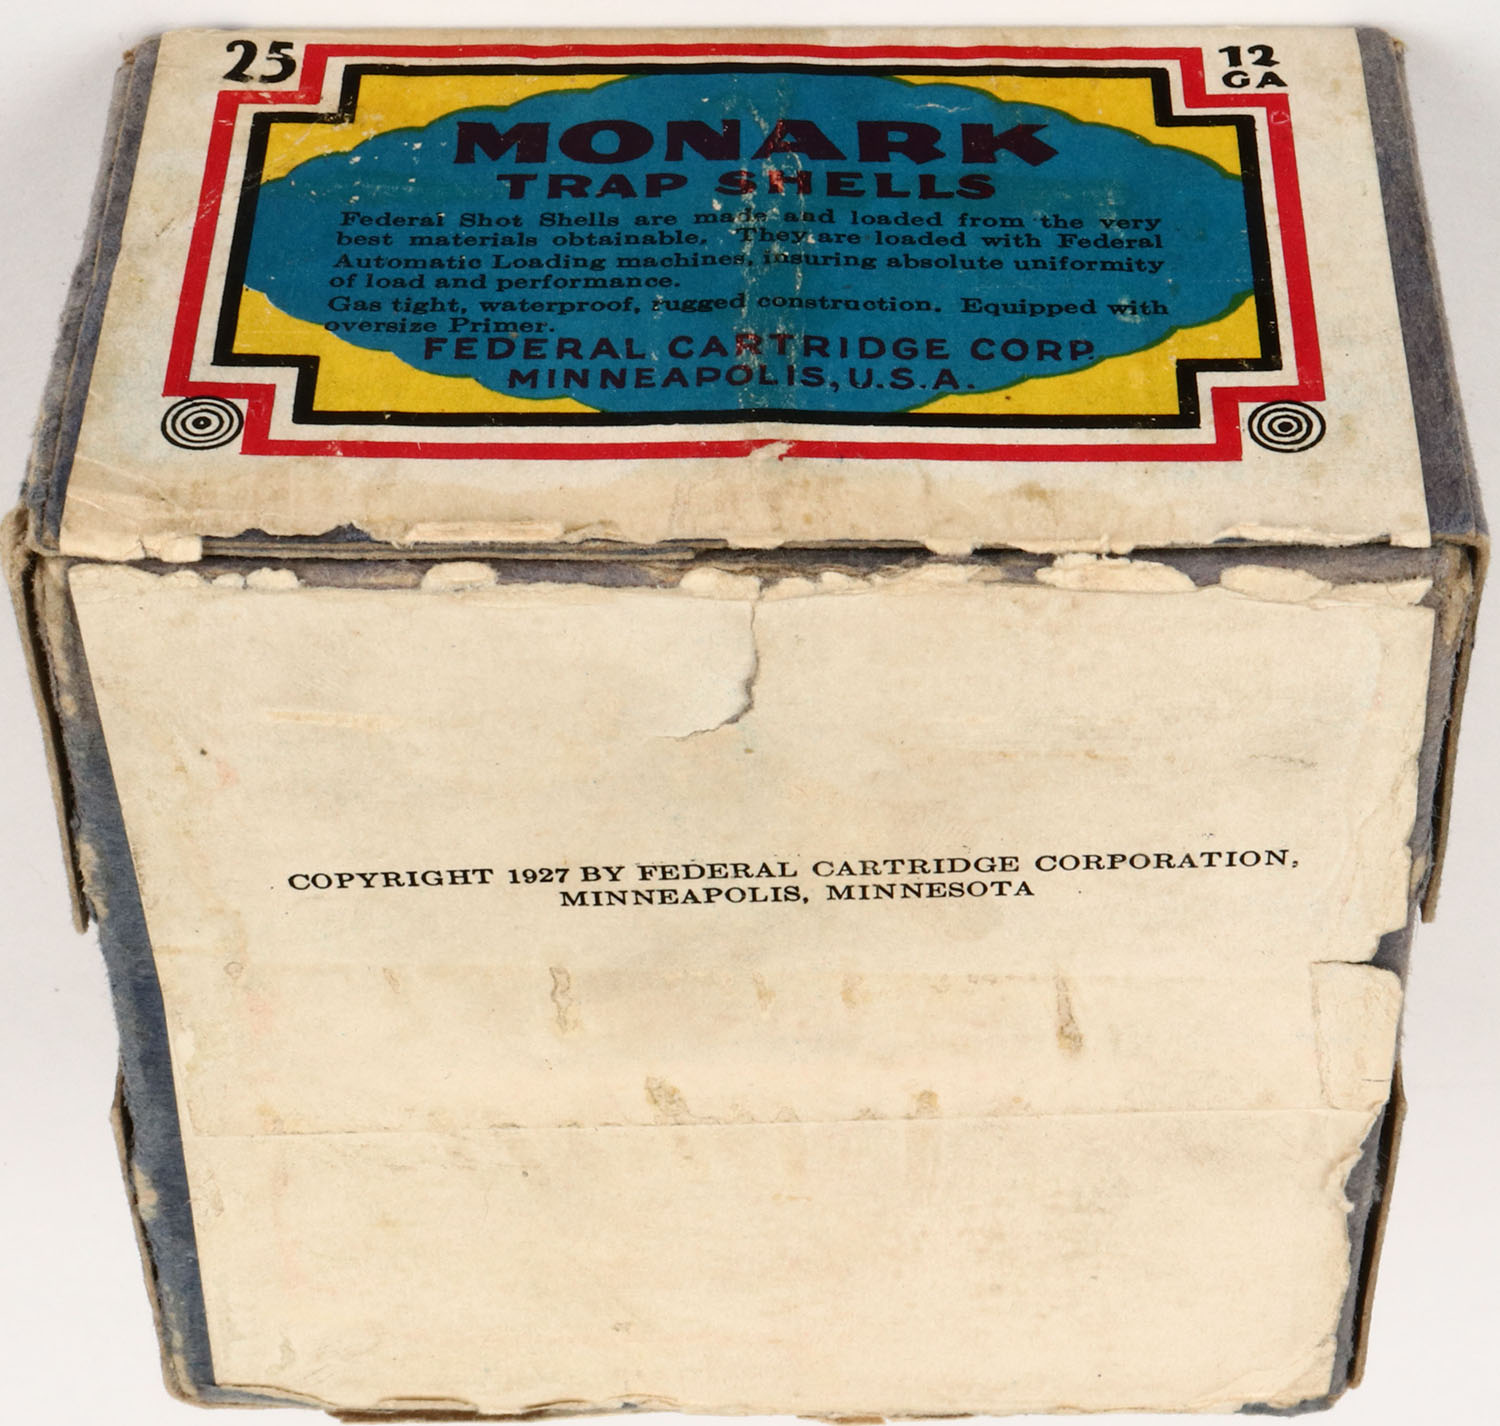 25
12
GA
MONARK
TRAP SHELLS
Federal Shot Shells are made and loaded from the very
best materials obtainable. They are loaded with Federal
Automatic Loading machines, insuring absolute uniformity
of load and performance.
Gas tight, waterproof, rugged construction. Equipped with
oversize Primer.
FEDERAL CARTRIDGE CORP.
MINNEAPOLIS, U.S.A.
COPYRIGHT 1927 BY FEDERAL CARTRIDGE CORPORATION,
MINNEAPOLIS, MINNESOTA